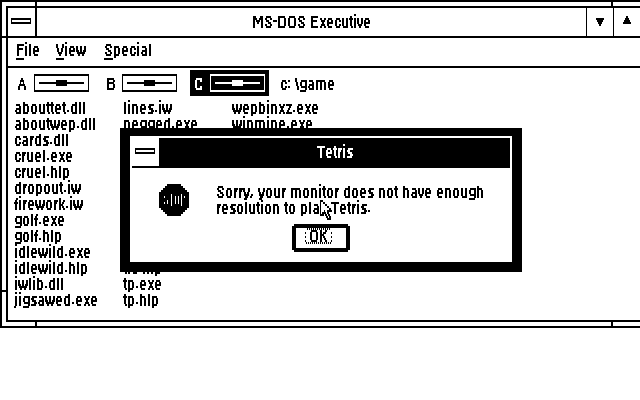 MS-DOS Executive
File View Special
A B C c: \game
abouttet.dll lines.iw wepbinxz.exe
aboutwep.dll pegged.exe winmine.exe
cards.dll
cruel.exe
cruel.hlp
dropout.iw
firework.iw
golf.exe
golf.hlp
idlewild.exe
idlewild.hlp
iwlib.dll tp.exe
jigsawed.exe tp.hlp
Tetris
STOP
Sorry, your monitor does not have enough
resolution to play Tetris.
OK